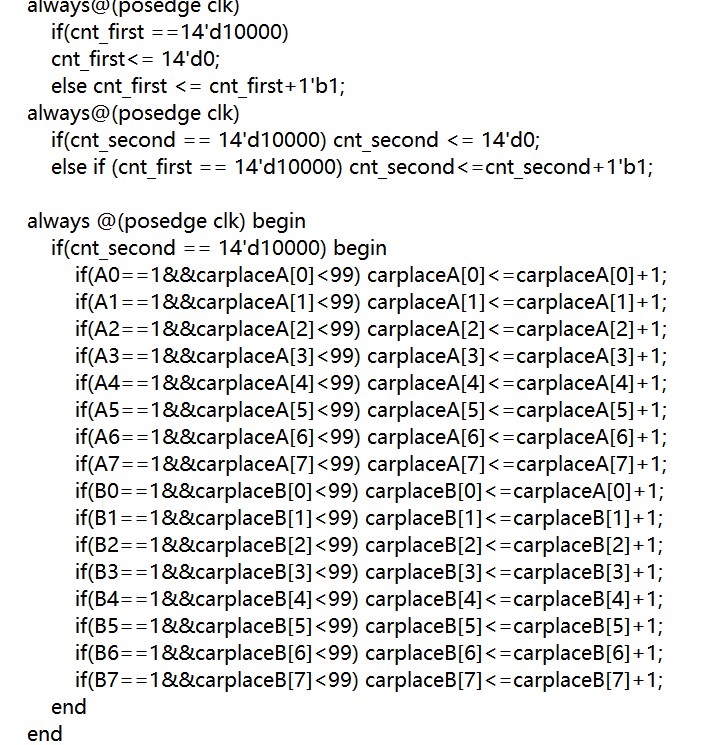 always@(posedge clk)
if(cnt_first ==14'd10000)
cnt_first<= 14'd0;
else cnt_first <= cnt_first+1'b1;
always@(posedge clk)
if(cnt_second == 14'd10000) cnt_second <= 14'd0;
else if (cnt_first == 14'd10000) cnt_second<=cnt_second+1'b1;
always @(posedge clk) begin
if(cnt_second == 14'd10000) begin
if(A0==1&&carplaceA[0]<99) carplaceA[0]<=carplaceA[0]+1;
if(A1==1&&carplaceA[1]<99) carplaceA[1]<=carplaceA[1]+1;
if(A2==1&&carplaceA[2]<99) carplaceA[2]<=carplaceA[2]+1;
if(A3==1&&carplaceA[3]<99) carplaceA[3]<=carplaceA[3]+1;
if(A4==1&&carplaceA[4]<99) carplaceA[4]<=carplaceA[4]+1;
if(A5==1&&carplaceA[5]<99) carplaceA[5]<=carplaceA[5]+1;
if(A6==1&&carplaceA[6]<99) carplaceA[6]<=carplaceA[6]+1;
if(A7==1&&carplaceA[7]<99) carplaceA[7]<=carplaceA[7]+1;
if(B0==1&&carplaceB[0]<99) carplaceB[0]<=carplaceA[0]+1;
if(B1==1&&carplaceB[1]<99) carplaceB[1]<=carplaceB[1]+1;
if(B2==1&&carplaceB[2]<99) carplaceB[2]<=carplaceB[2]+1;
if(B3==1&&carplaceB[3]<99) carplaceB[3]<=carplaceB[3]+1;
if(B4==1&&carplaceB[4]<99) carplaceB[4]<=carplaceB[4]+1;
if(B5==1&&carplaceB[5]<99) carplaceB[5]<=carplaceB[5]+1;
if(B6==1&&carplaceB[6]<99) carplaceB[6]<=carplaceB[6]+1;
if(B7==1&&carplaceB[7]<99) carplaceB[7]<=carplaceB[7]+1;
end
end